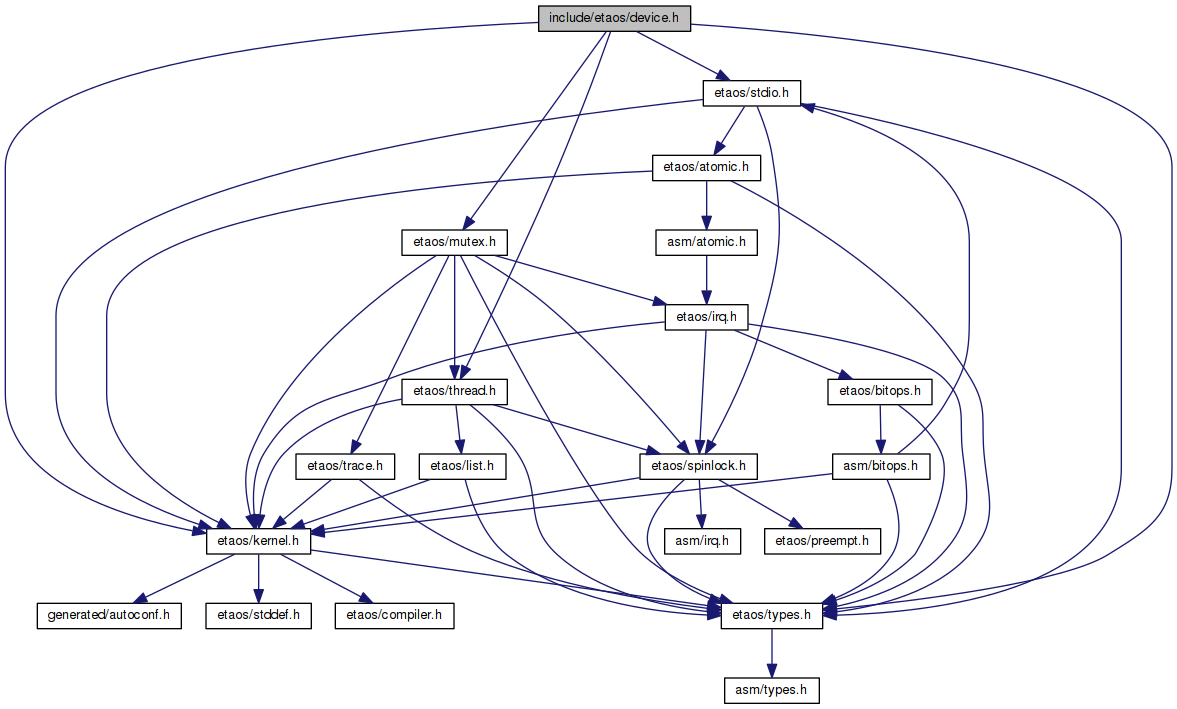 include/etaos/device.h
etaos/stdio.h
etaos/atomic.h
etaos/mutex.h
asm/atomic.h
etaos/irq.h
etaos/thread.h
etaos/bitops.h
etaos/trace.h
etaos/list.h
etaos/spinlock.h
asm/bitops.h
etaos/kernel.h
asm/irq.h
etaos/preempt.h
generated/autoconf.h
etaos/stddef.h
etaos/compiler.h
etaos/types.h
asm/types.h